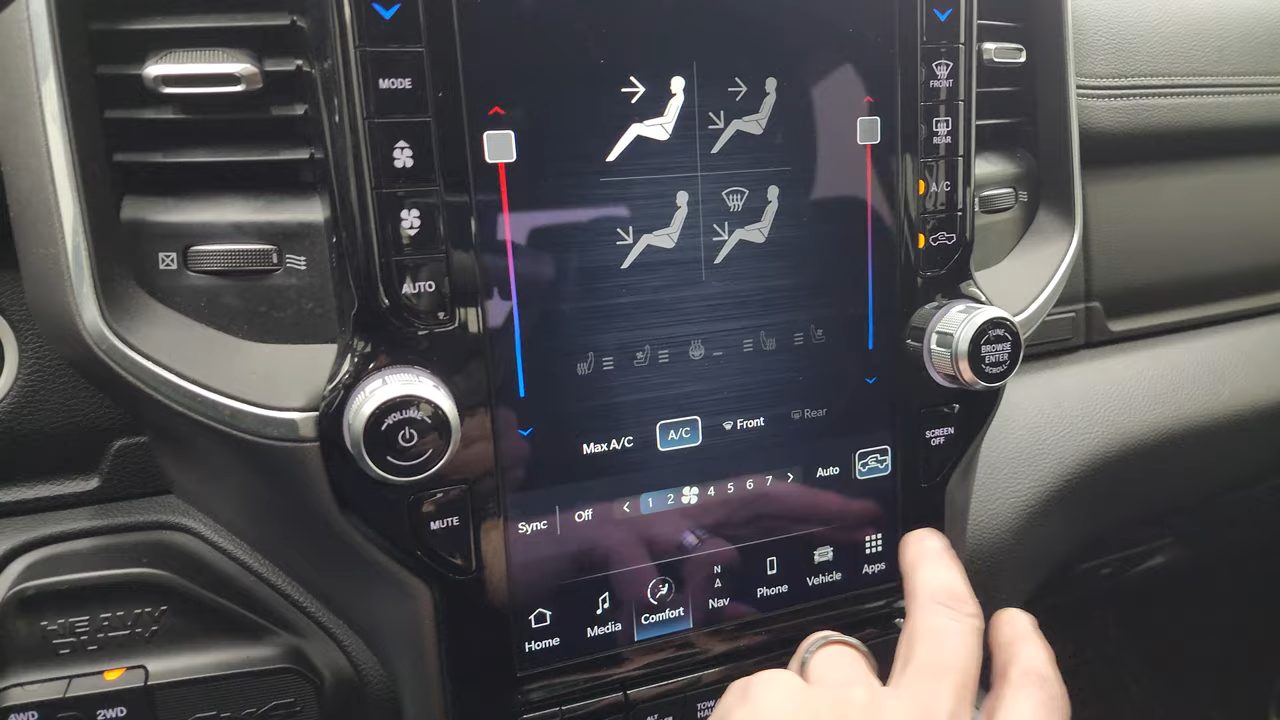 MODE
AUTO
VOLUME
MUTE
FRONT
REAR
A/C
TUNE
BROWSE
ENTER
SCROLL
SCREEN
OFF
Max A/C
A/C
Front
Rear
Sync
Off
< 1 2 4 5 6 7 >
Auto
Home
Media
Comfort
N
Nav
Phone
Vehicle
Apps
HEAVY
DUTY
4WD
2WD
TOW